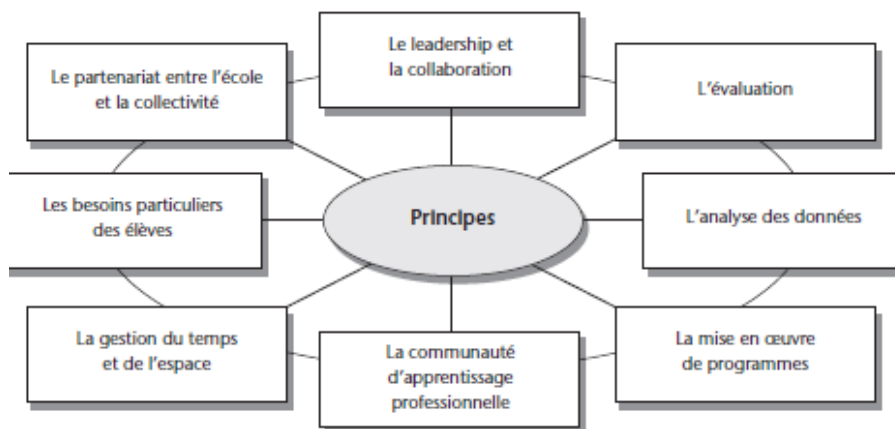 Le leadership et
la collaboration
Le partenariat entre l'école
et la collectivité
L'évaluation
Les besoins particuliers
des élèves
Principes
L'analyse des données
La gestion du temps
et de l'espace
La communauté
d'apprentissage
professionnelle
La mise en œuvre
de programmes